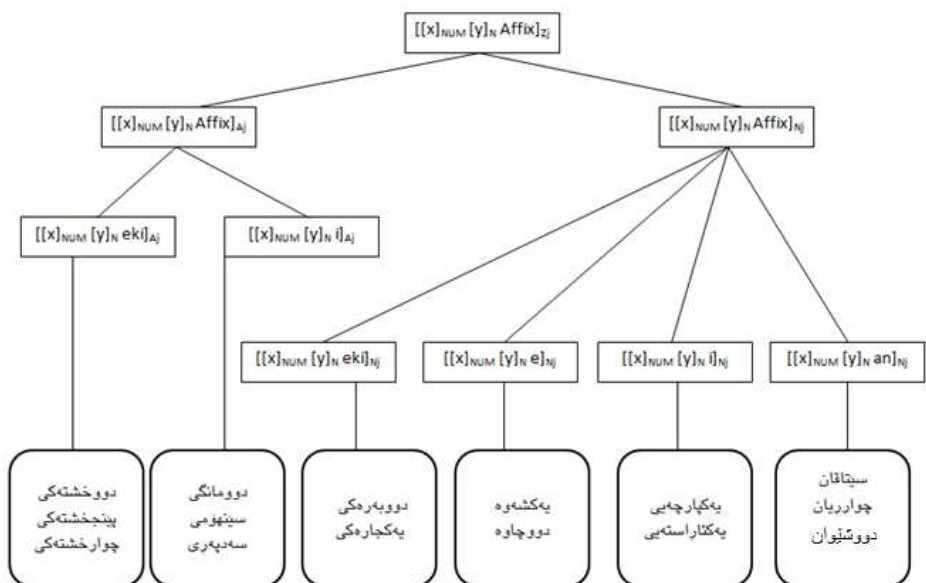 [[x]NUM [y]N Affix]Zj
[[x]NUM [y]N Affix]Aj
[[x]NUM [y]N Affix]Nj
[[x]NUM [y]N eki]Aj
[[x]NUM [y]N i]Aj
[[x]NUM [y]N eki]Nj
[[x]NUM [y]N e]Nj
[[x]NUM [y]N i]Nj
[[x]NUM [y]N an]Nj
دووخشتەکی
پێنجخشتەکی
چوارخشتەکی
دوومانگی
سێنهۆمی
سەدپەڕی
دووبەرەکی
یەکجارەکی
یەکشەوە
دووچاوە
یەکپارچەیی
یەکئاراستەیی
سێتاقان
چوارریان
دووشێوان